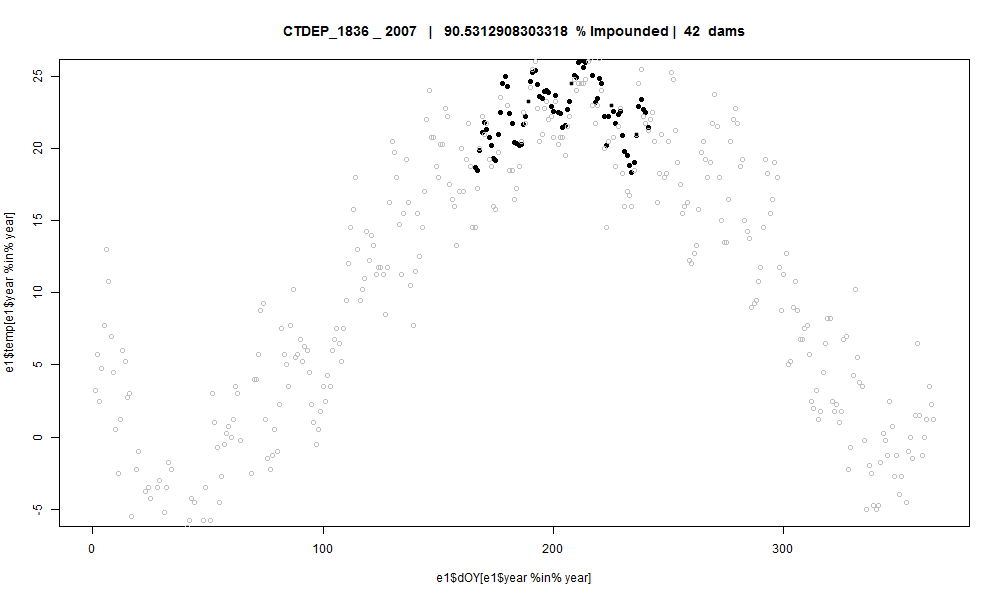 CTDEP_1836 _ 2007 | 90.5312908303318 % Impounded | 42 dams
e1$temp[e1$year %in% year]
25
20
15
10
5
0
-5
0 100 200 300
e1$dOY[e1$year %in% year]